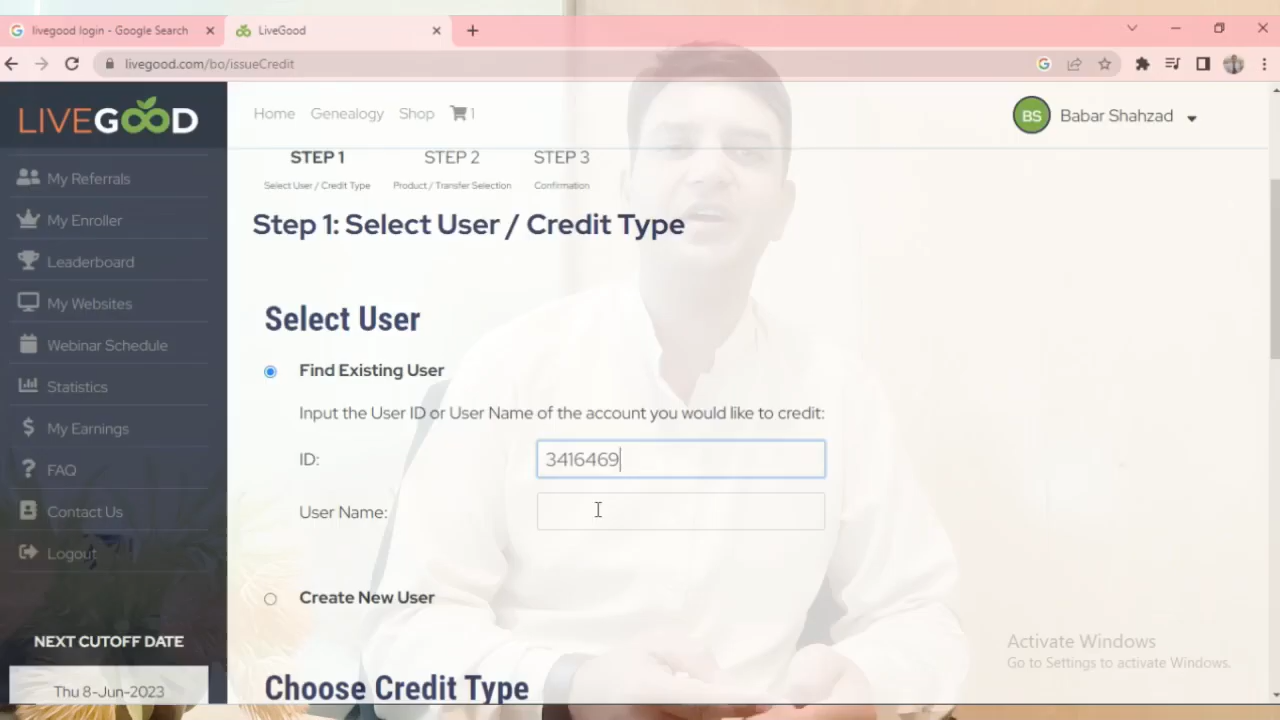 livegood login - Google Search
LiveGood
livegood.com/bo/issueCredit
LIVEGOOD
Home Genealogy Shop 1
BS Babar Shahzad
STEP 1 STEP 2 STEP 3
Select User / Credit Type Product / Transfer Selection Confirmation
Step 1: Select User / Credit Type
My Referrals
My Enroller
Leaderboard
My Websites
Webinar Schedule
Statistics
My Earnings
FAQ
Contact Us
Logout
NEXT CUTOFF DATE
Thu 8-Jun-2023
Select User
Find Existing User
Input the User ID or User Name of the account you would like to credit:
ID: 3416469
User Name:
Create New User
Choose Credit Type
Activate Windows
Go to Settings to activate Windows.